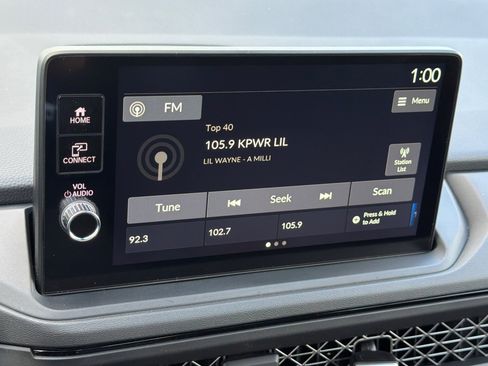 1:00
FM
Menu
HOME
Top 40
105.9 KPWR LIL
CONNECT
LIL WAYNE - A MILLI
Station
List
VOL
AUDIO
Tune
Seek
Scan
92.3
102.7
105.9
Press & Hold
to Add